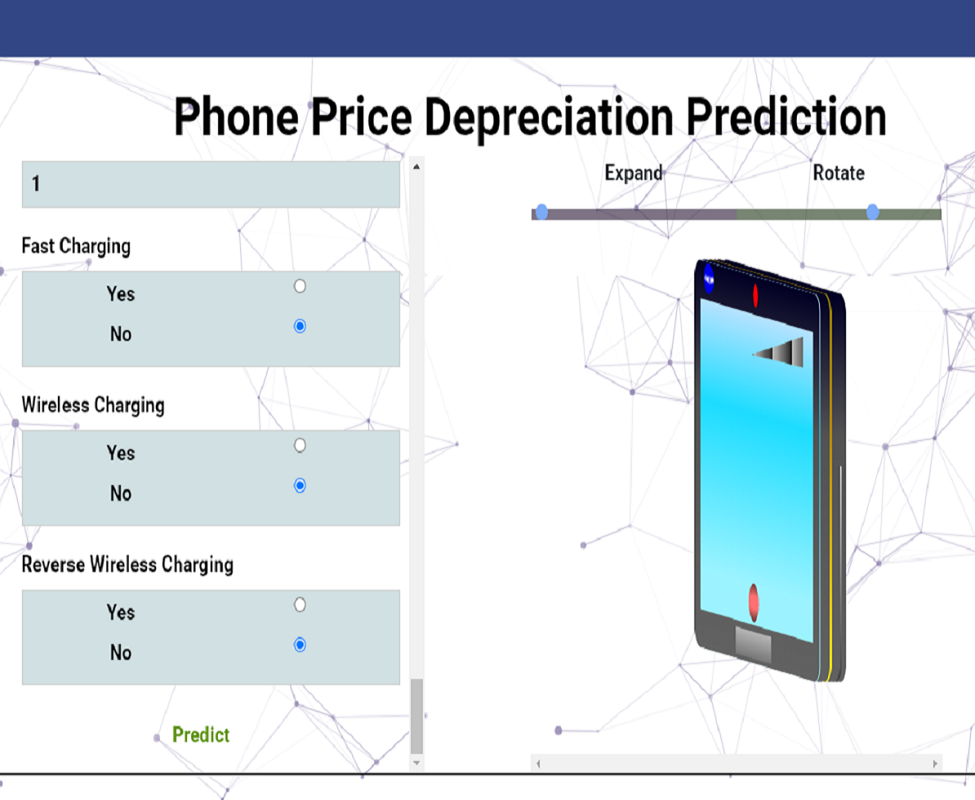 Phone Price Depreciation Prediction
1
Fast Charging
Yes
No
Wireless Charging
Yes
No
Reverse Wireless Charging
Yes
No
Predict
Expand
Rotate